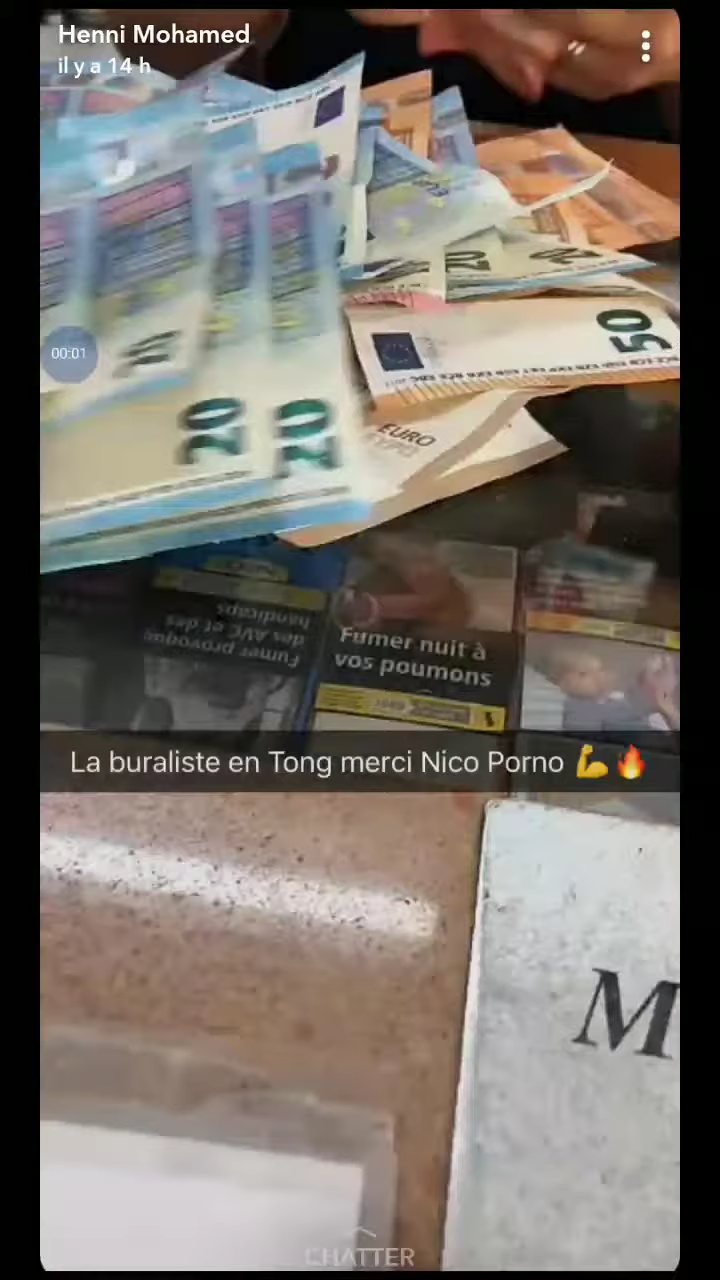 Henni Mohamed
il y a 14 h
50
20
20
20
20
00:01
EURO
Fumer provoque
des AVC et des
handicaps
Fumer nuit à
vos poumons
La buraliste en Tong merci Nico Porno 💪🔥
M
CHATTER